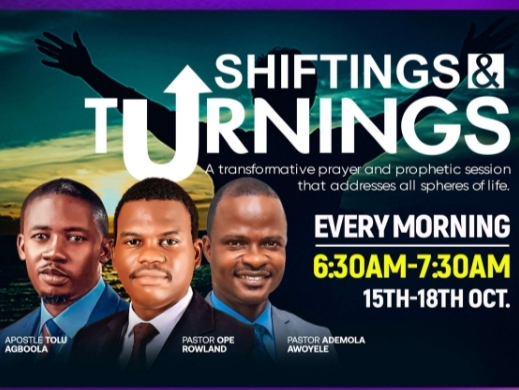 SHIFTINGS &
TURNINGS
A transformative prayer and prophetic session
that addresses all spheres of life.
EVERY MORNING
6:30AM-7:30AM
15TH-18TH OCT.
APOSTLE TOLU
AGBOOLA
PASTOR OPE
ROWLAND
PASTOR ADEMOLA
AWOYELE